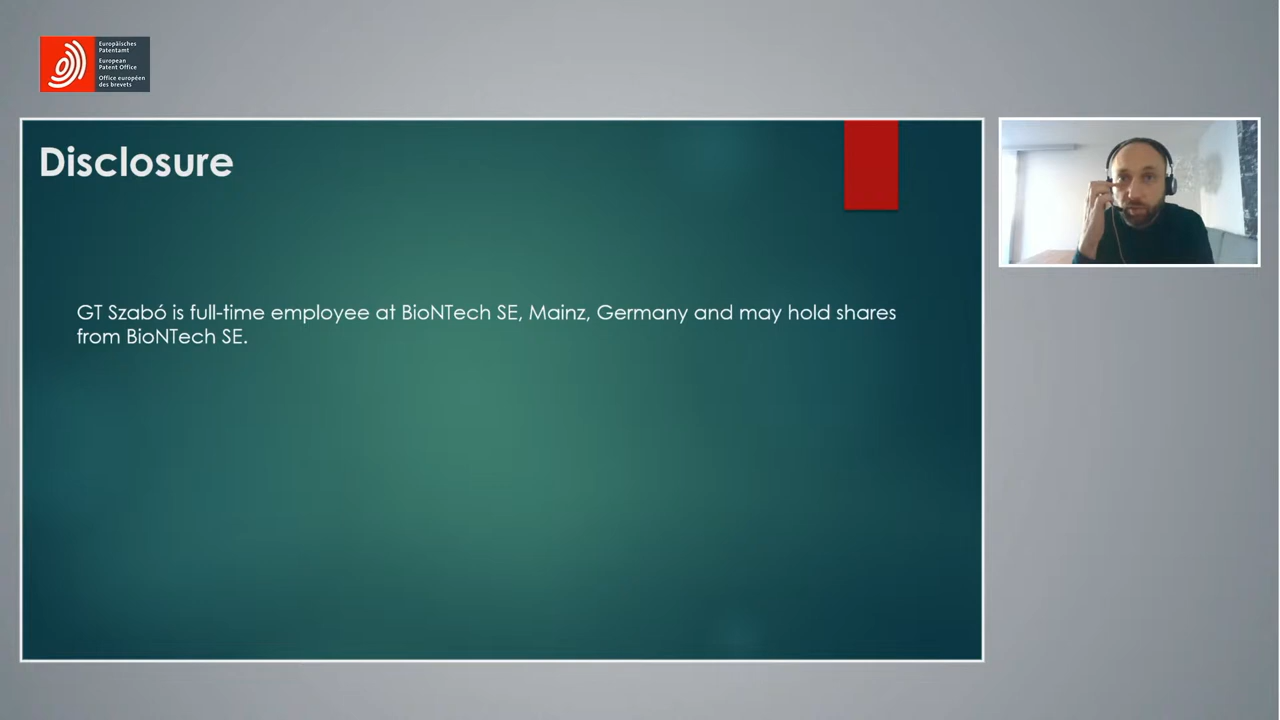 Europäisches
Patentamt
European
Patent Office
Office européen
des brevets
Disclosure
GT Szabó is full-time employee at BioNTech SE, Mainz, Germany and may hold shares
from BioNTech SE.